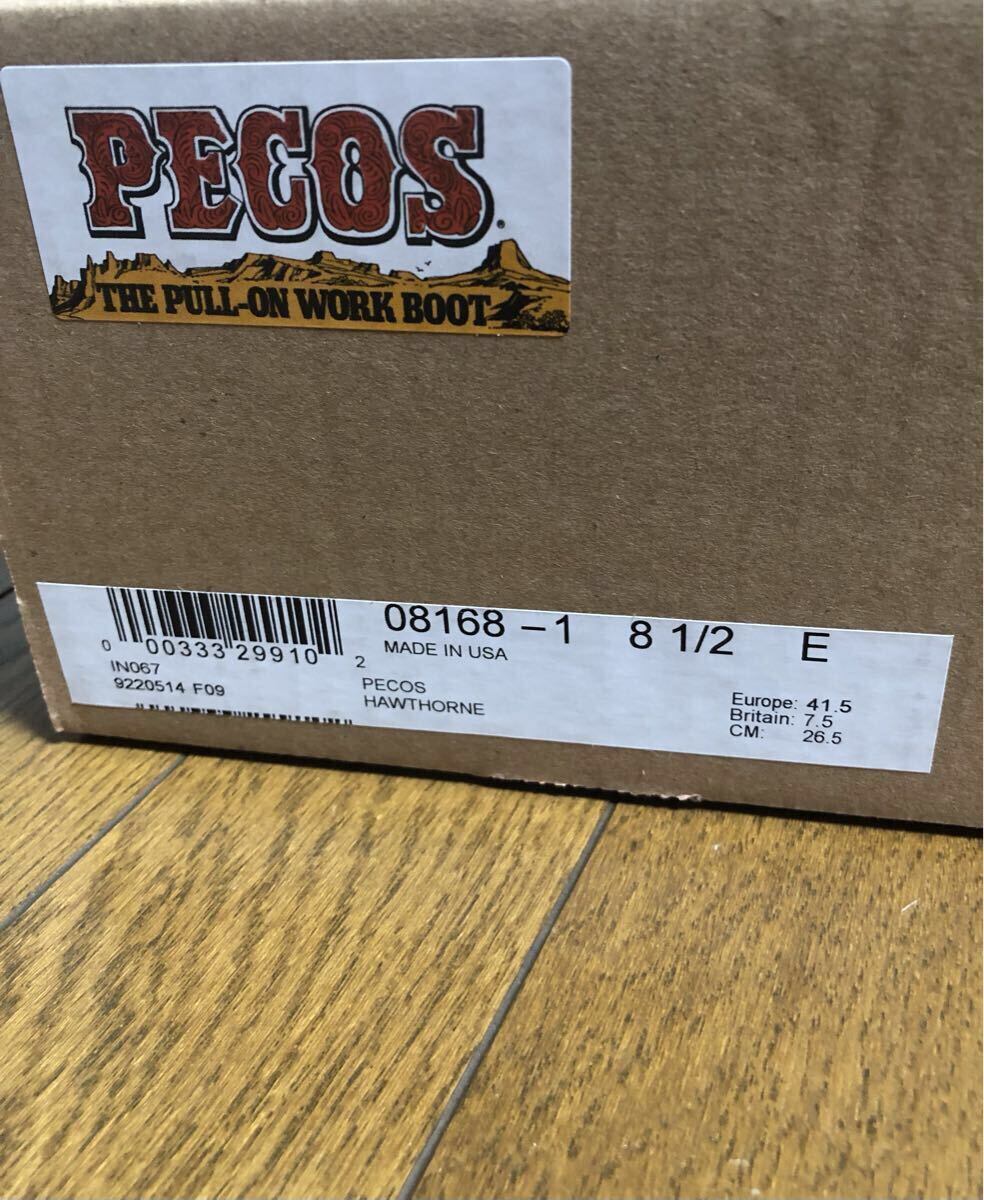 PECOS®
THE PULL-ON WORK BOOT
08168-1 8 1/2 E
MADE IN USA
0 00333 29910 2
IN067
9220514 F09
PECOS
HAWTHORNE
Europe: 41.5
Britain: 7.5
CM: 26.5